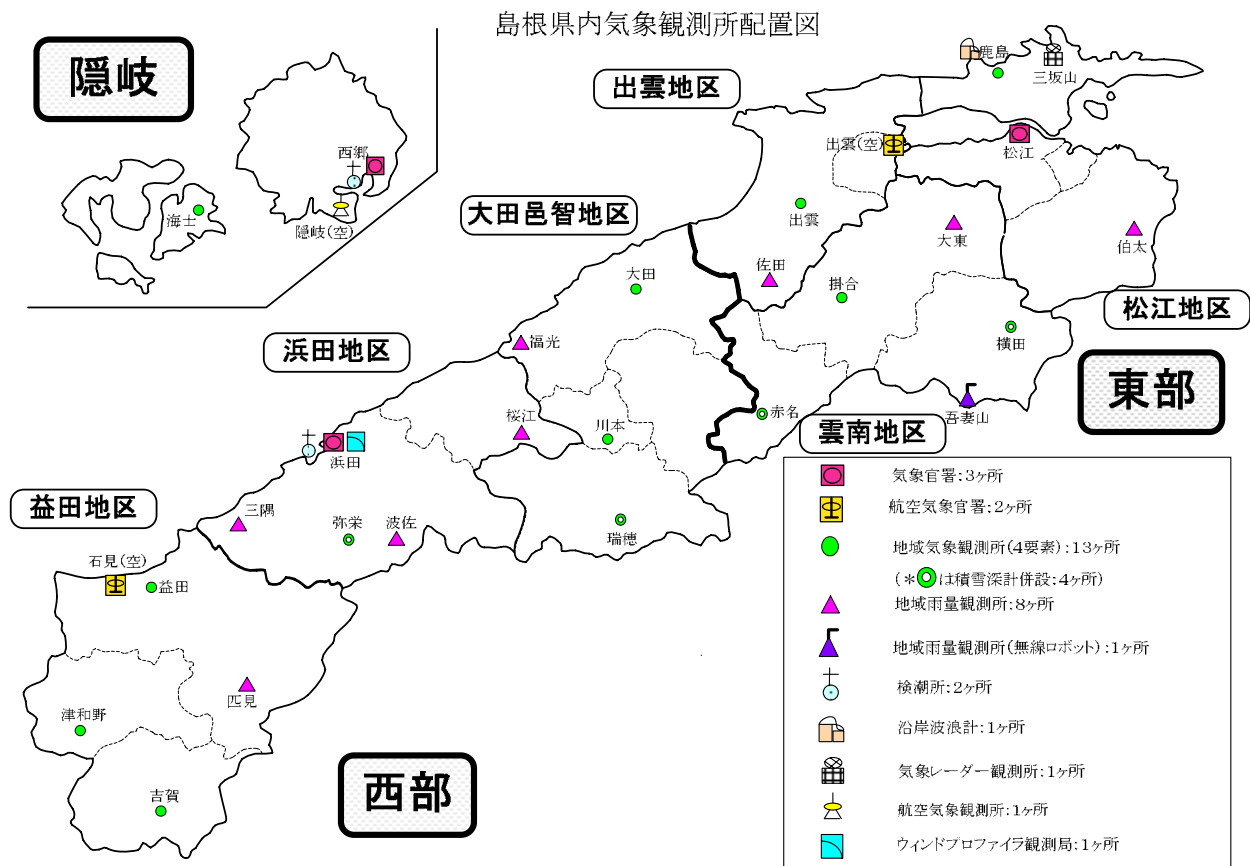 島根県内気象観測所配置図
隠岐
西郷
海士
隠岐(空)
出雲地区
鹿島
三坂山
出雲(空)
松江
大田邑智地区
出雲
大東
伯太
佐田
大田
掛合
松江地区
横田
福光
浜田地区
東部
赤名
吾妻山
桜江
川本
雲南地区
浜田
益田地区
三隅
弥栄
波佐
瑞穂
石見(空)
益田
匹見
津和野
吉賀
西部
気象官署:3ヶ所
航空気象官署:2ヶ所
地域気象観測所(4要素):13ヶ所
(*◎は積雪深計併設:4ヶ所)
地域雨量観測所:8ヶ所
地域雨量観測所(無線ロボット):1ヶ所
検潮所:2ヶ所
沿岸波浪計:1ヶ所
気象レーダー観測所:1ヶ所
航空気象観測所:1ヶ所
ウィンドプロファイラ観測局:1ヶ所